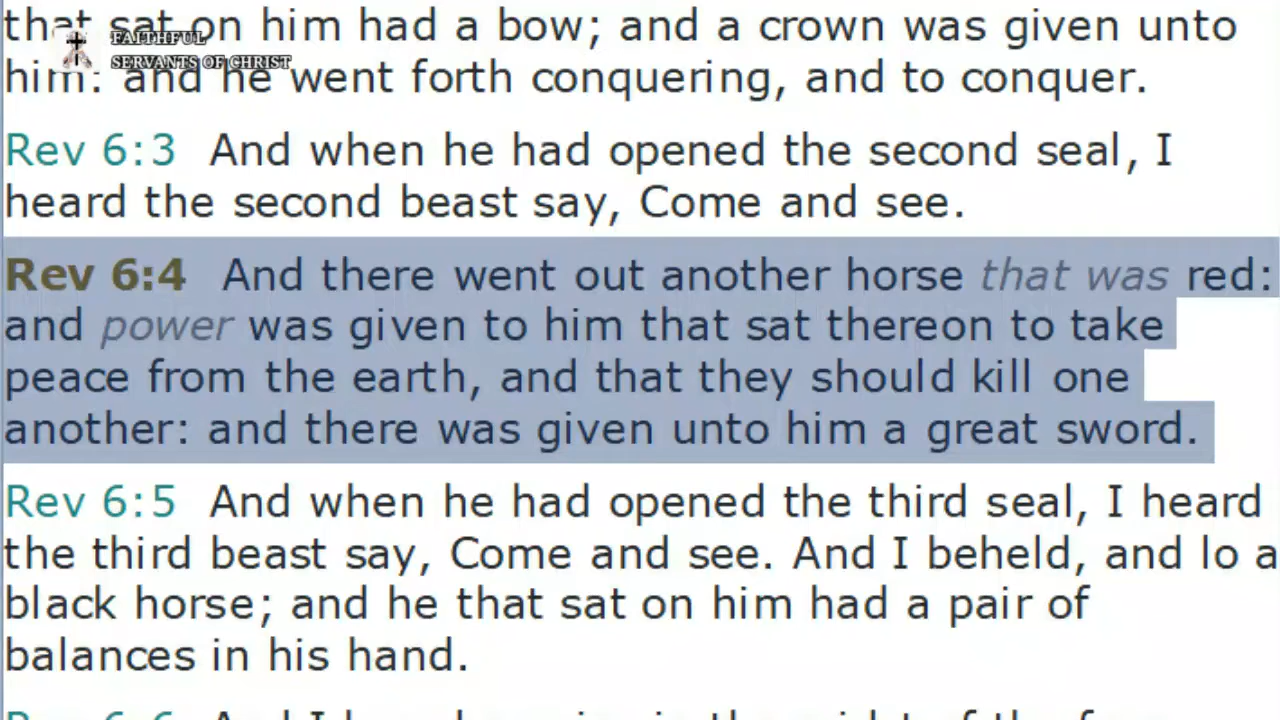 that sat on him had a bow; and a crown was given unto
FAITHFUL
SERVANTS OF CHRIST
him: and he went forth conquering, and to conquer.
Rev 6:3 And when he had opened the second seal, I
heard the second beast say, Come and see.
Rev 6:4 And there went out another horse that was red:
and power was given to him that sat thereon to take
peace from the earth, and that they should kill one
another: and there was given unto him a great sword.
Rev 6:5 And when he had opened the third seal, I heard
the third beast say, Come and see. And I beheld, and lo a
black horse; and he that sat on him had a pair of
balances in his hand.